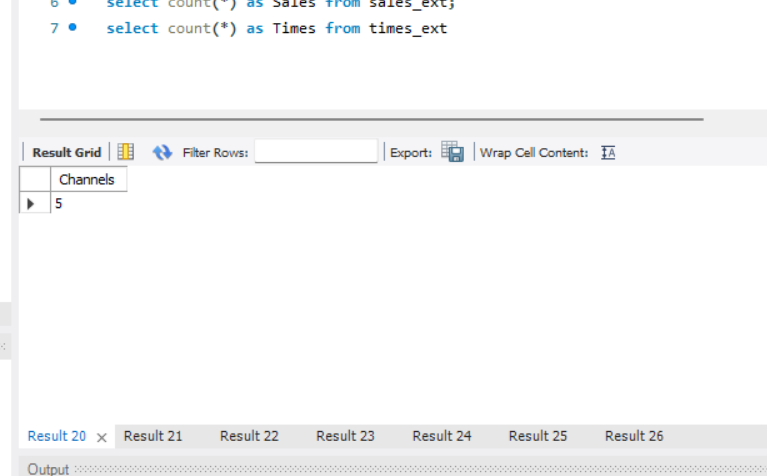 6 select count(*) as Sales from sales_ext;
7 select count(*) as Times from times_ext
Result Grid Filter Rows: Export: Wrap Cell Content: IA
Channels
5
Result 20 × Result 21 Result 22 Result 23 Result 24 Result 25 Result 26
Output